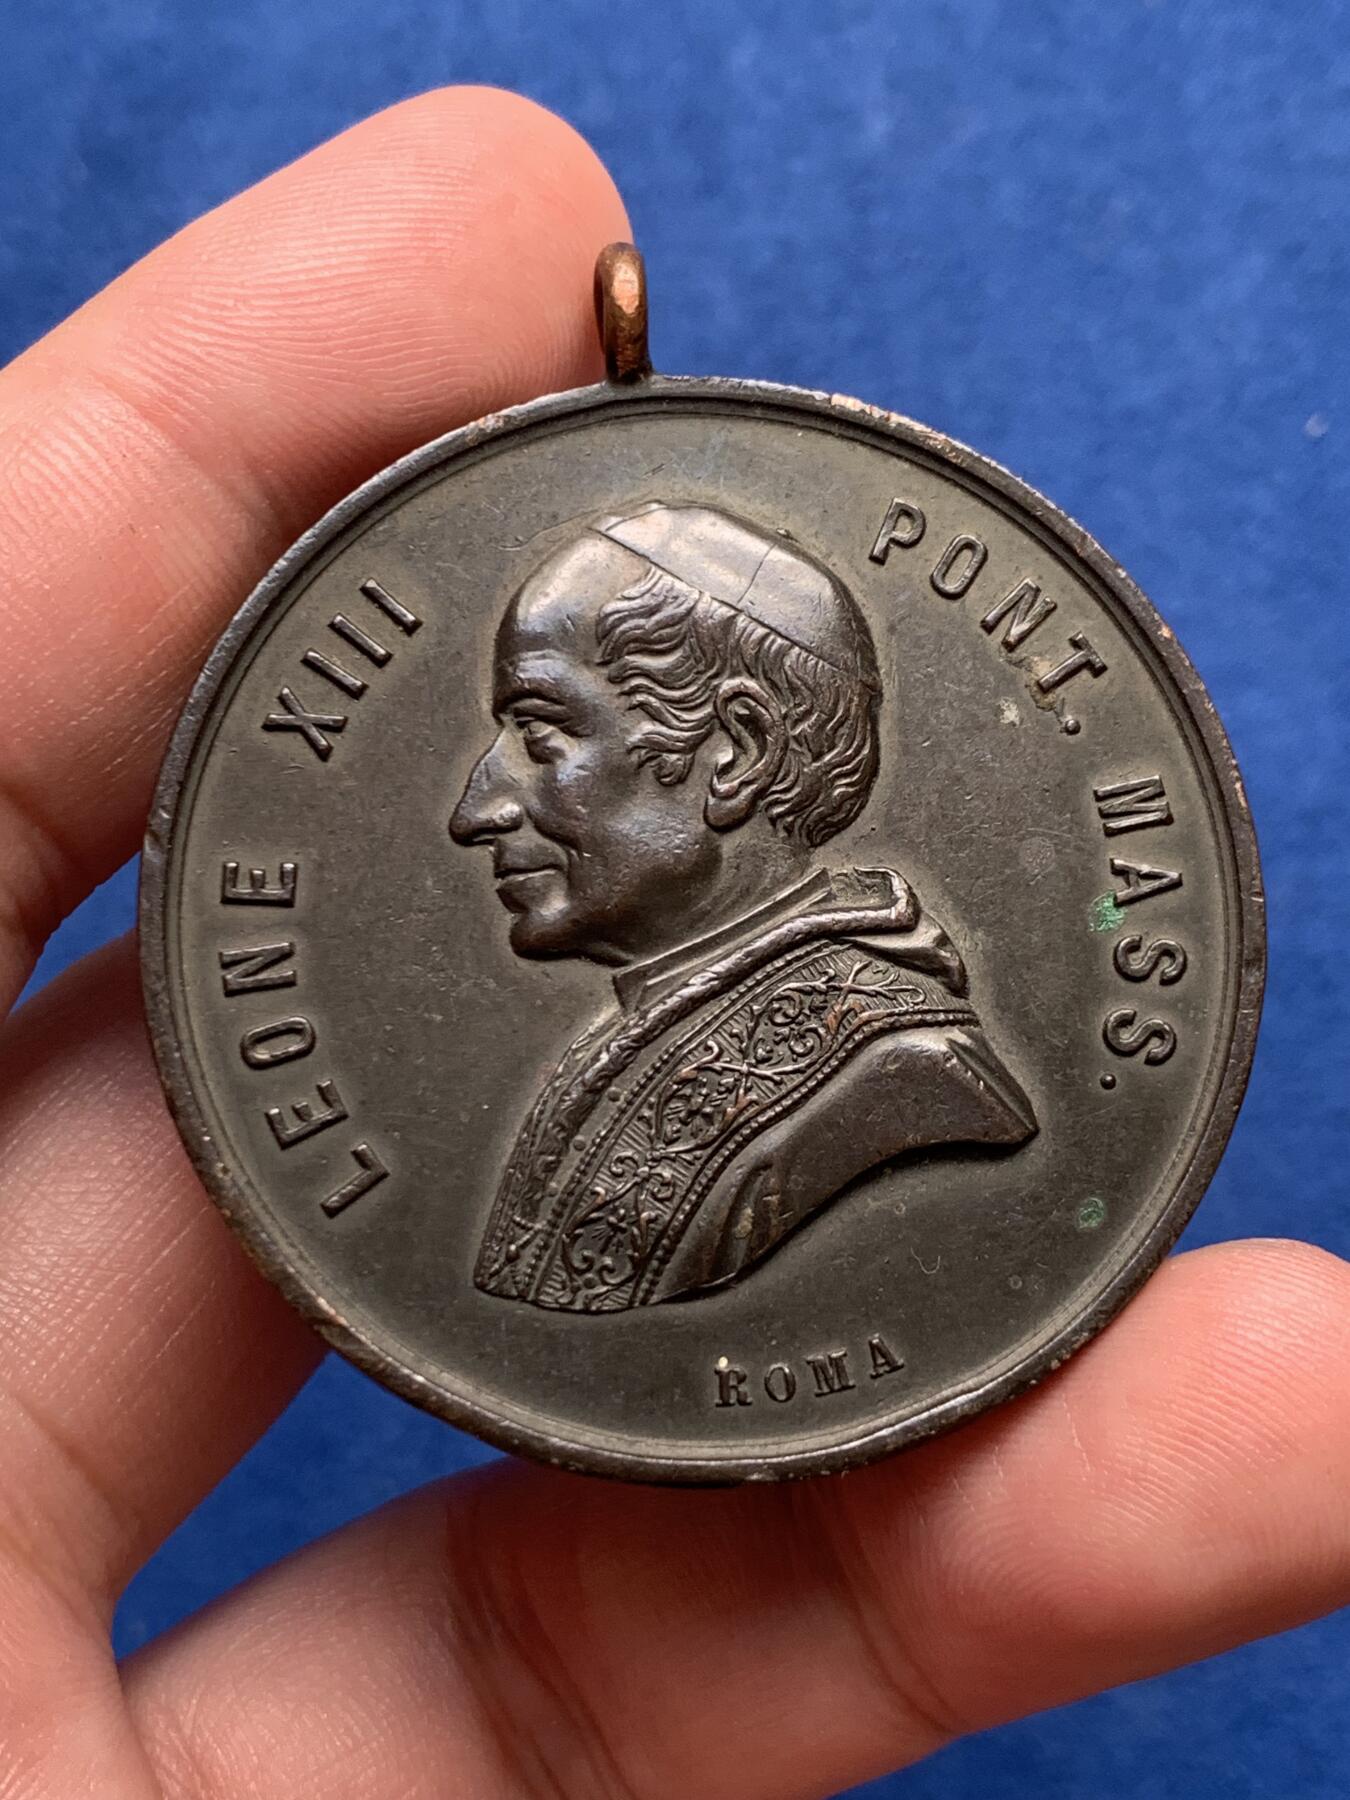 LEONE XIII PONT. MASS.
ROMA